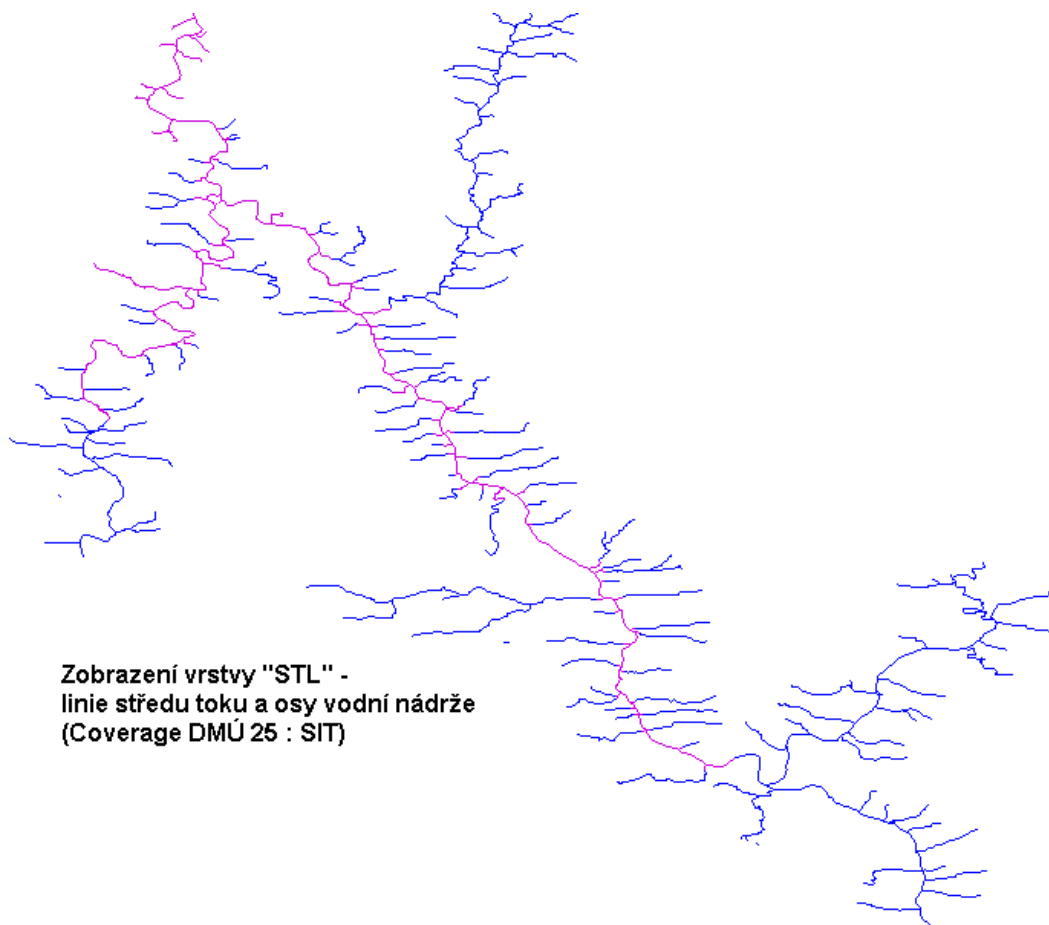 Zobrazení vrstvy "STL" -
linie středu toku a osy vodní nádrže
(Coverage DMÚ 25 : SIT)